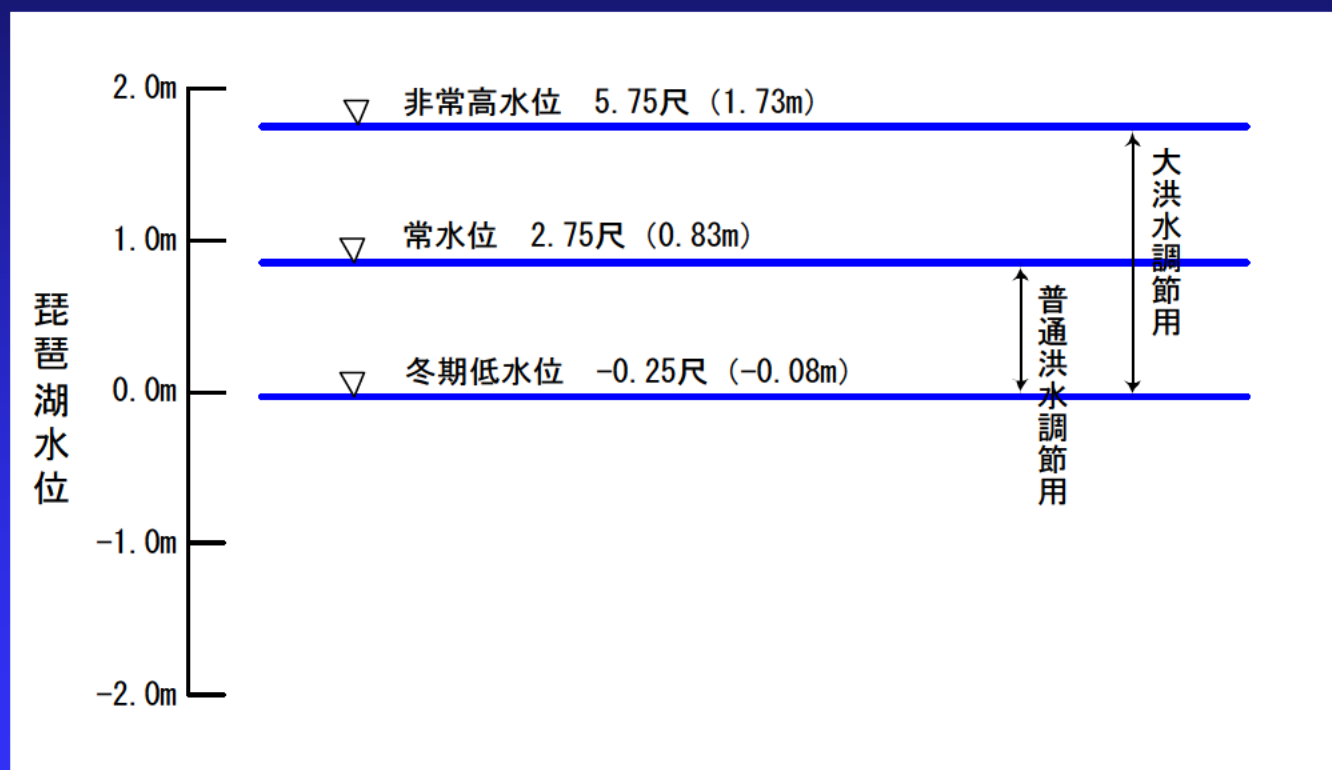 2.0m
非常高水位　5.75尺（1.73m）
大洪水調節用
1.0m
常水位　2.75尺（0.83m）
普通洪水調節用
琵琶湖水位
0.0m
冬期低水位　-0.25尺（-0.08m）
-1.0m
-2.0m